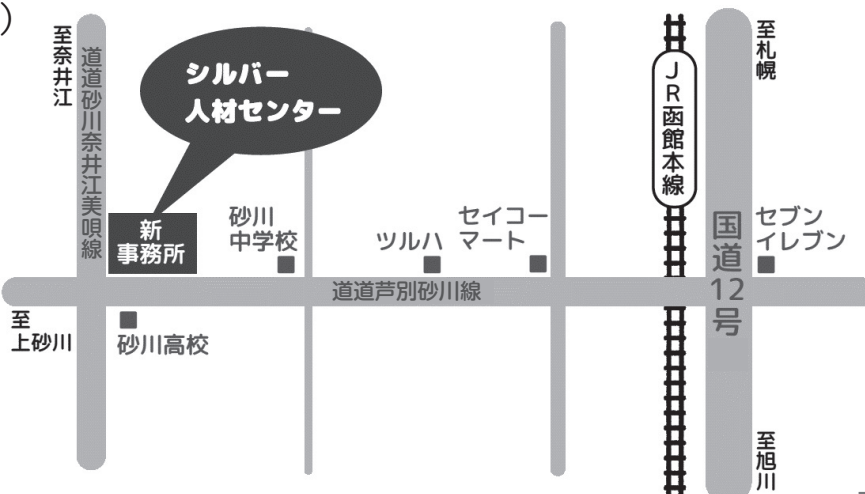 )
至奈井江
道道砂川奈井江美唄線
シルバー
人材センター
新
事務所
砂川
中学校
ツルハ
セイコー
マート
JR函館本線
至札幌
国道12号
セブン
イレブン
道道芦別砂川線
至
上砂川
砂川高校
至旭川